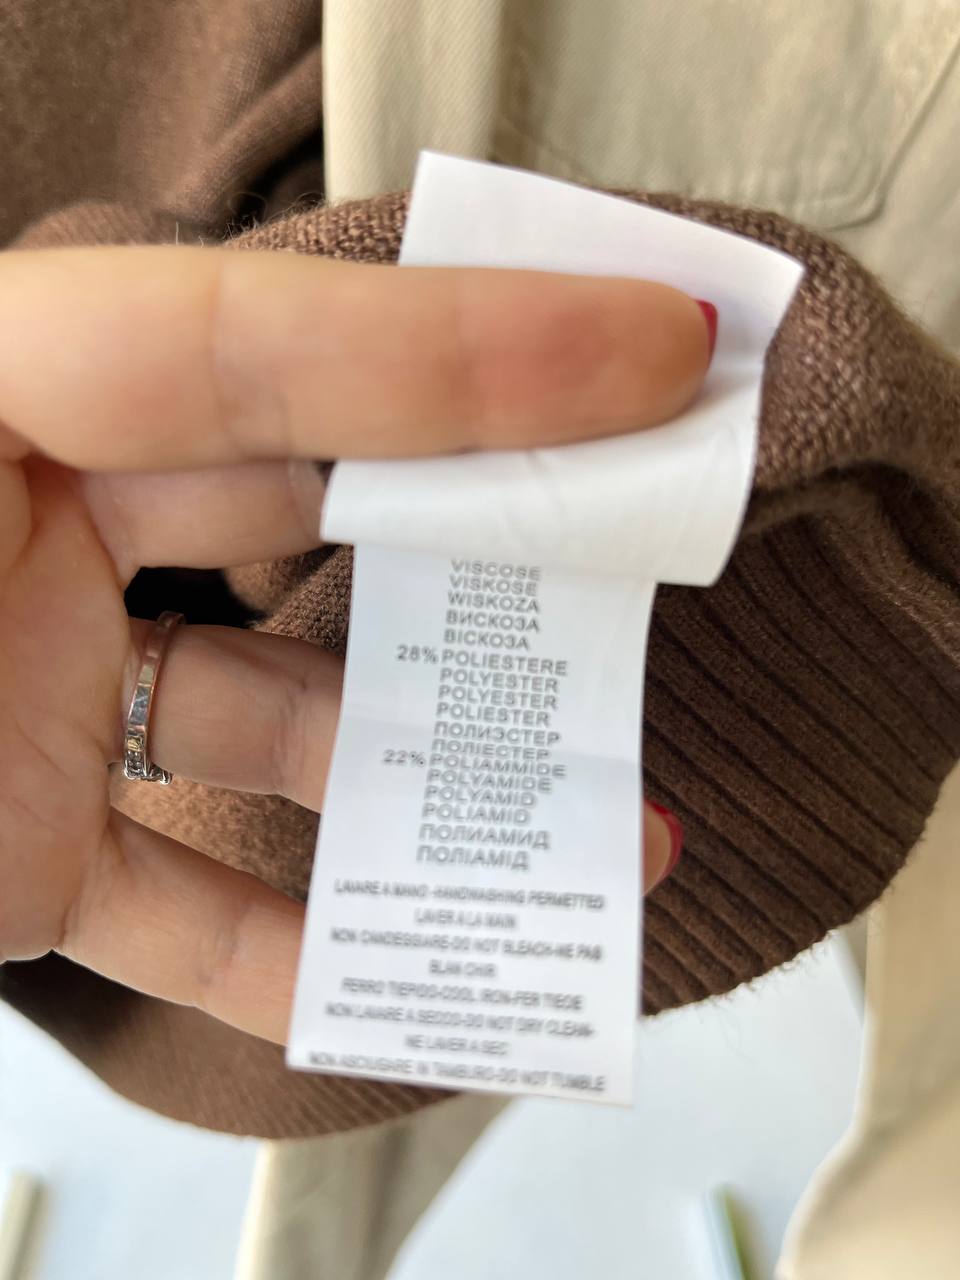 VISCOSE
VISKOSE
WISKOZA
ВИСКОЗА
ВІСКОЗА
28% POLIESTERE
POLYESTER
POLYESTER
POLIESTER
ПОЛИЭСТЕР
ПОЛІЕСТЕР
22% POLIAMMIDE
POLYAMIDE
POLYAMID
POLIAMID
ПОЛИАМИД
ПОЛІАМІД
LAVARE A MANO-HANDWASHING PERMETTED
LAVER A LA MAIN
NON CANDEGGIARE-DO NOT BLEACH-NE PAS
BLAN CHIR
FERRO TIEPIDO-COOL IRON-FER TIEDE
NON LAVARE A SECCO-DO NOT DRY CLEAN-
NE LAVER A SEC
NON ASCIUGARE IN TAMBURO-DO NOT TUMBLE